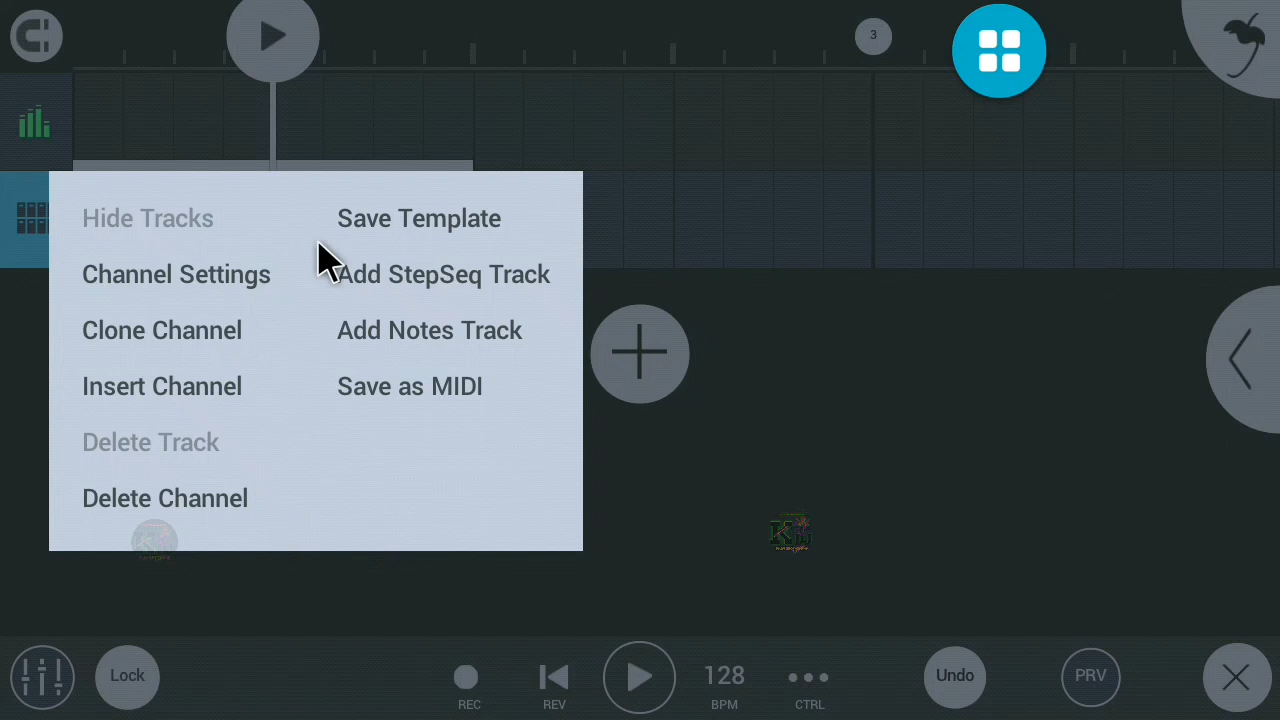 3
Hide Tracks
Save Template
Channel Settings
Add StepSeq Track
Clone Channel
Add Notes Track
Insert Channel
Save as MIDI
Delete Track
Delete Channel
Lock
REC
REV
128
BPM
CTRL
Undo
PRV